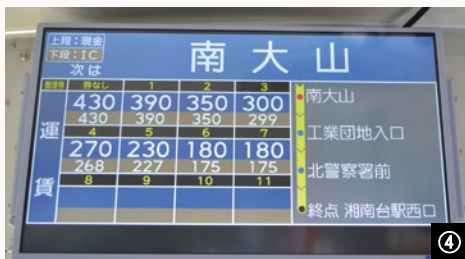 上段:現金
下段:IC
次は
南大山
整理券 券なし 1 2 3
430 390 350 300
430 390 350 299
4 5 6 7
270 230 180 180
268 227 175 175
8 9 10 11
運賃
南大山
工業団地入口
北警察署前
終点 湘南台駅西口
④